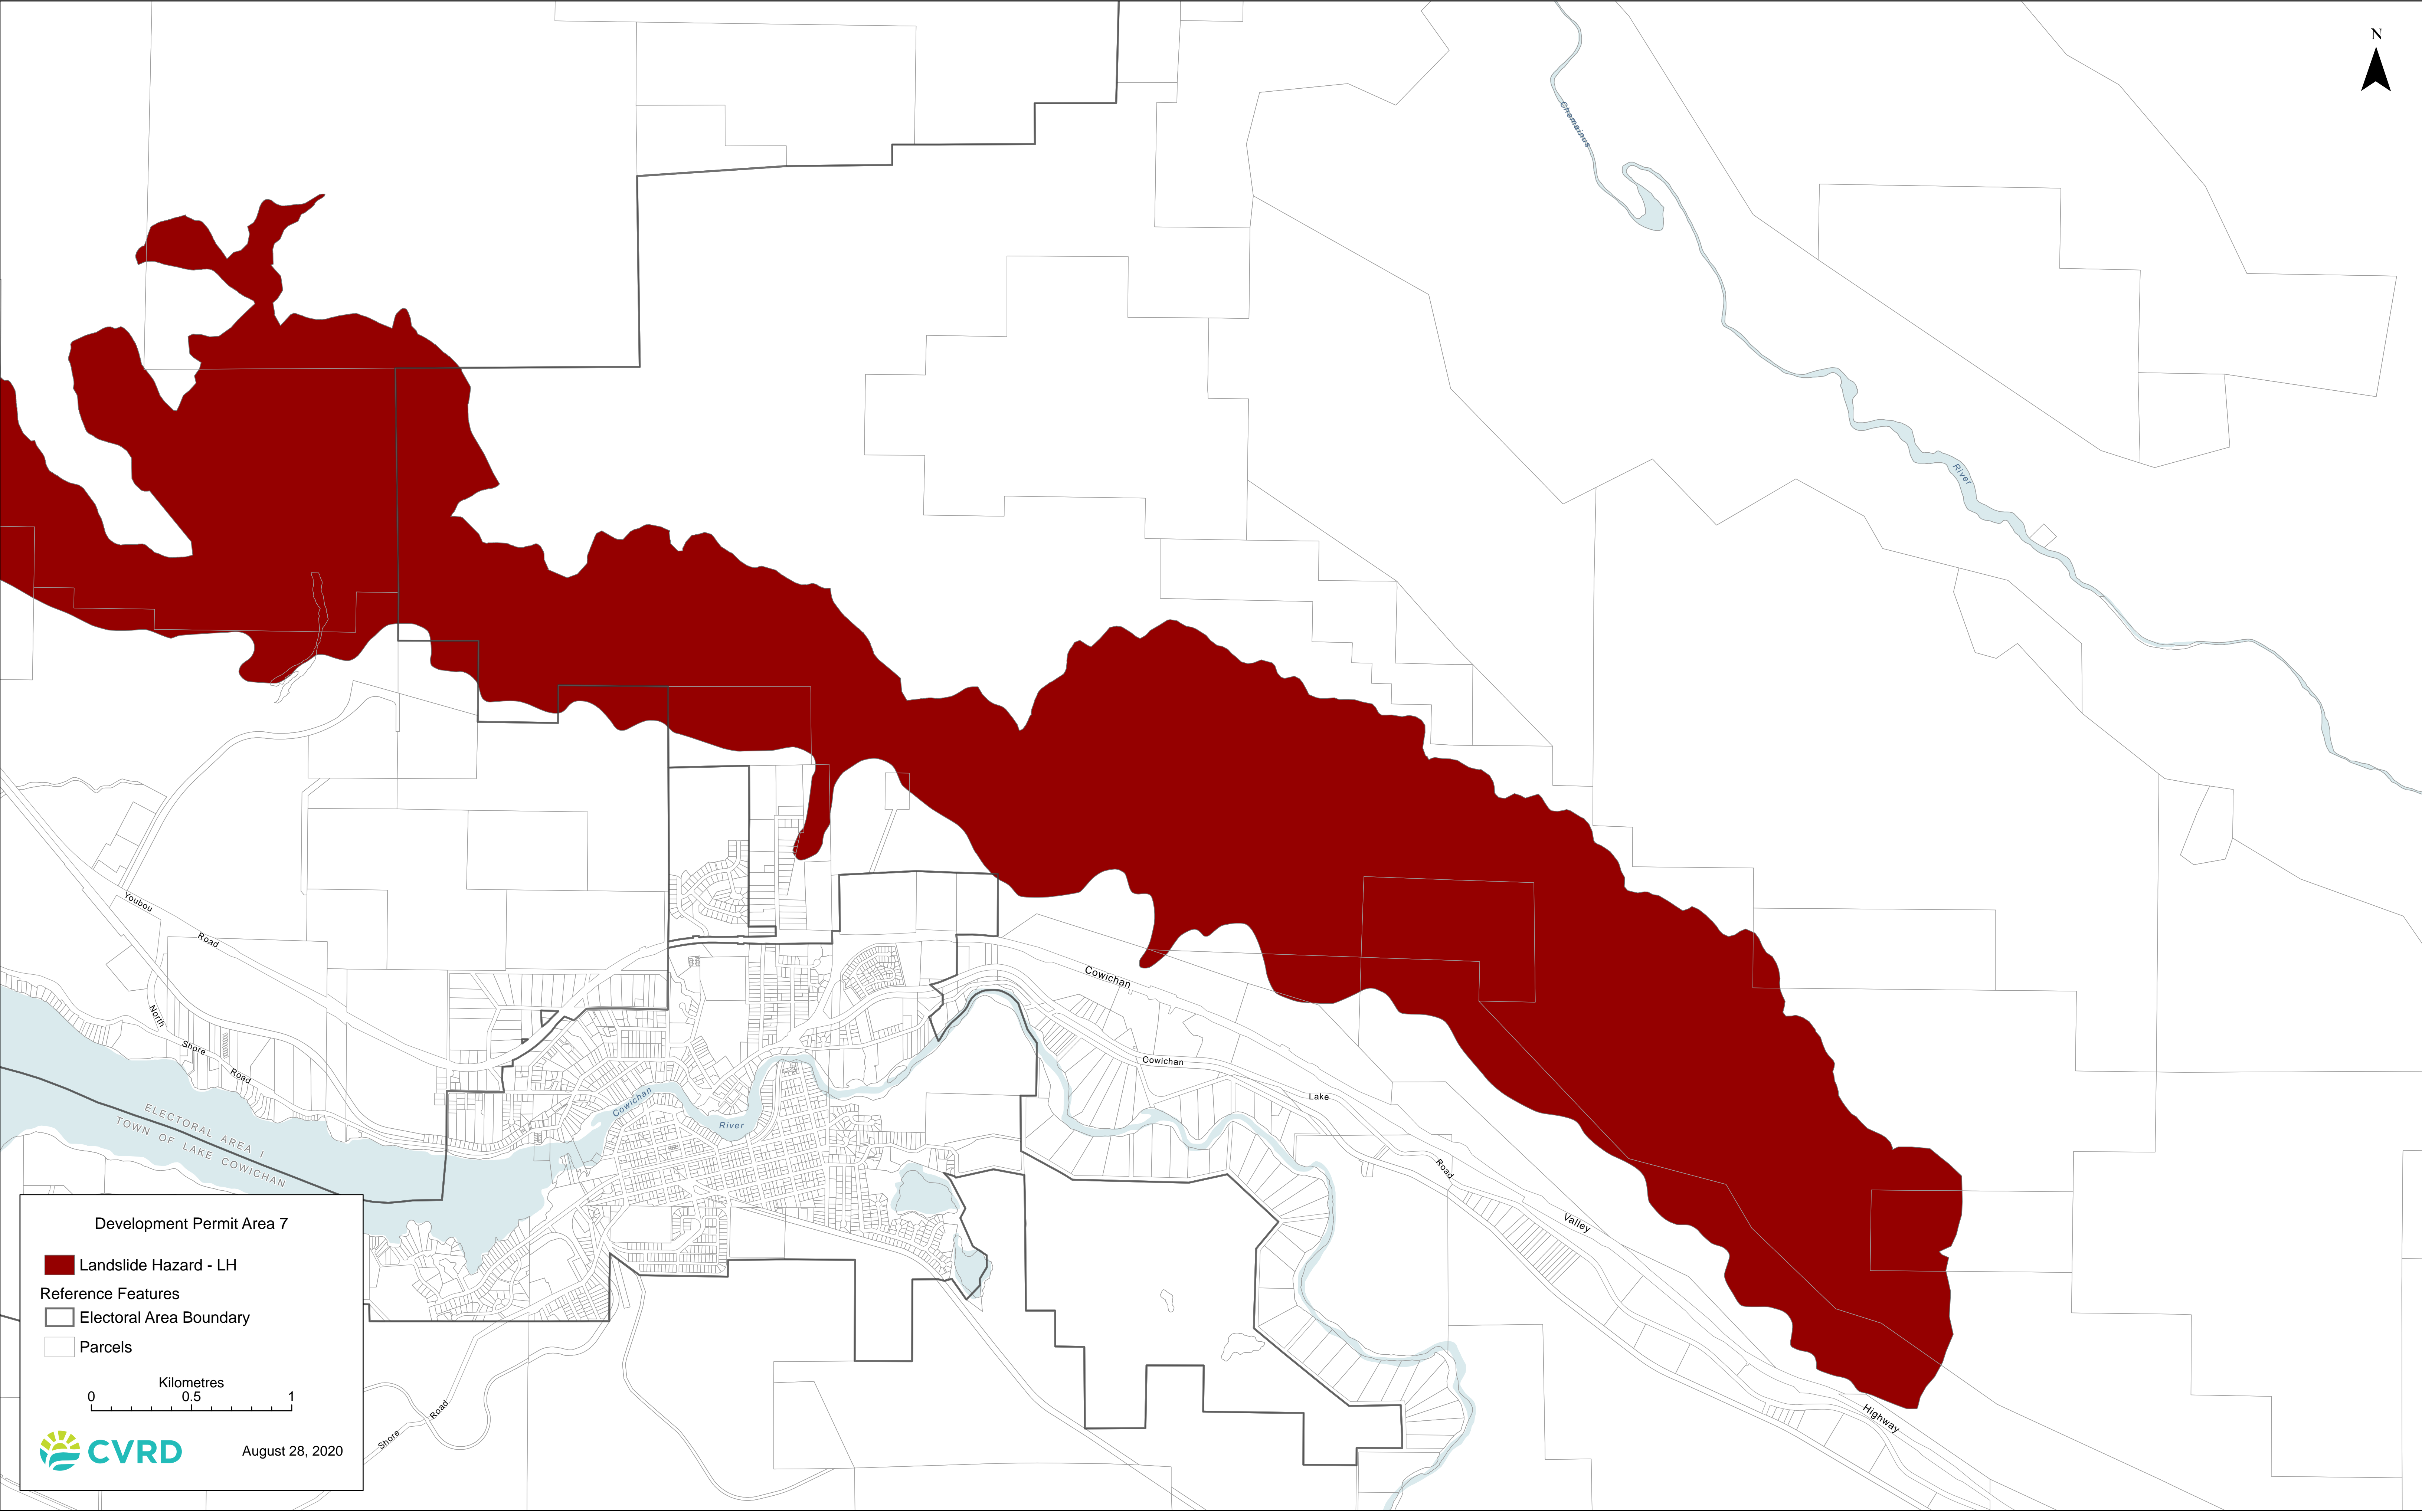 N
Chemainus
River
Youbou
Road
North
Shore
Road
Cowichan
Cowichan
Lake
Road
Valley
Highway
Cowichan
River
ELECTORAL AREA I
TOWN OF LAKE COWICHAN
Shore
Road
Development Permit Area 7
Landslide Hazard - LH
Reference Features
Electoral Area Boundary
Parcels
Kilometres
0 0.5 1
CVRD
August 28, 2020